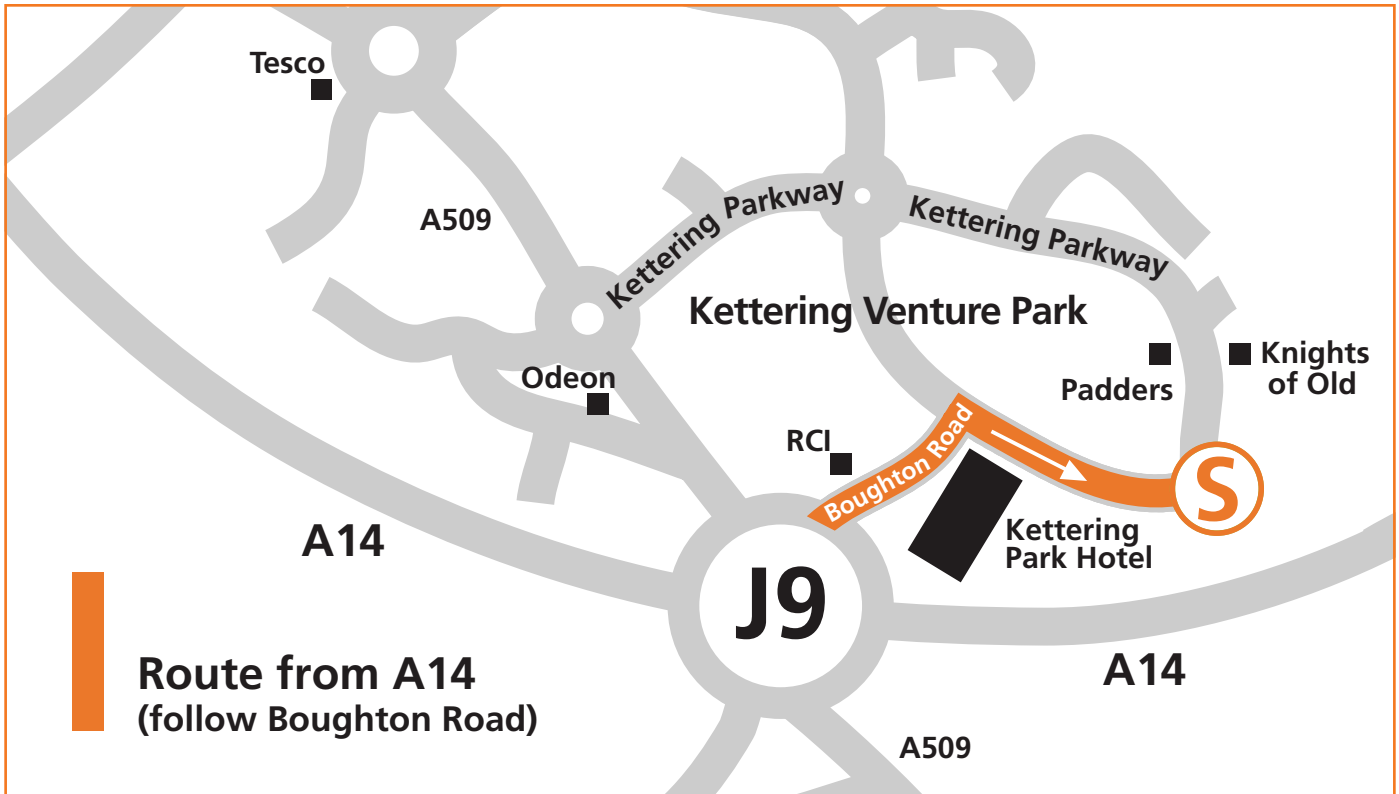 Tesco
A509
Kettering Parkway
Kettering Parkway
Kettering Venture Park
Odeon
Padders
Knights
of Old
RCI
Boughton Road
S
Kettering
Park Hotel
A14
J9
Route from A14
(follow Boughton Road)
A14
A509